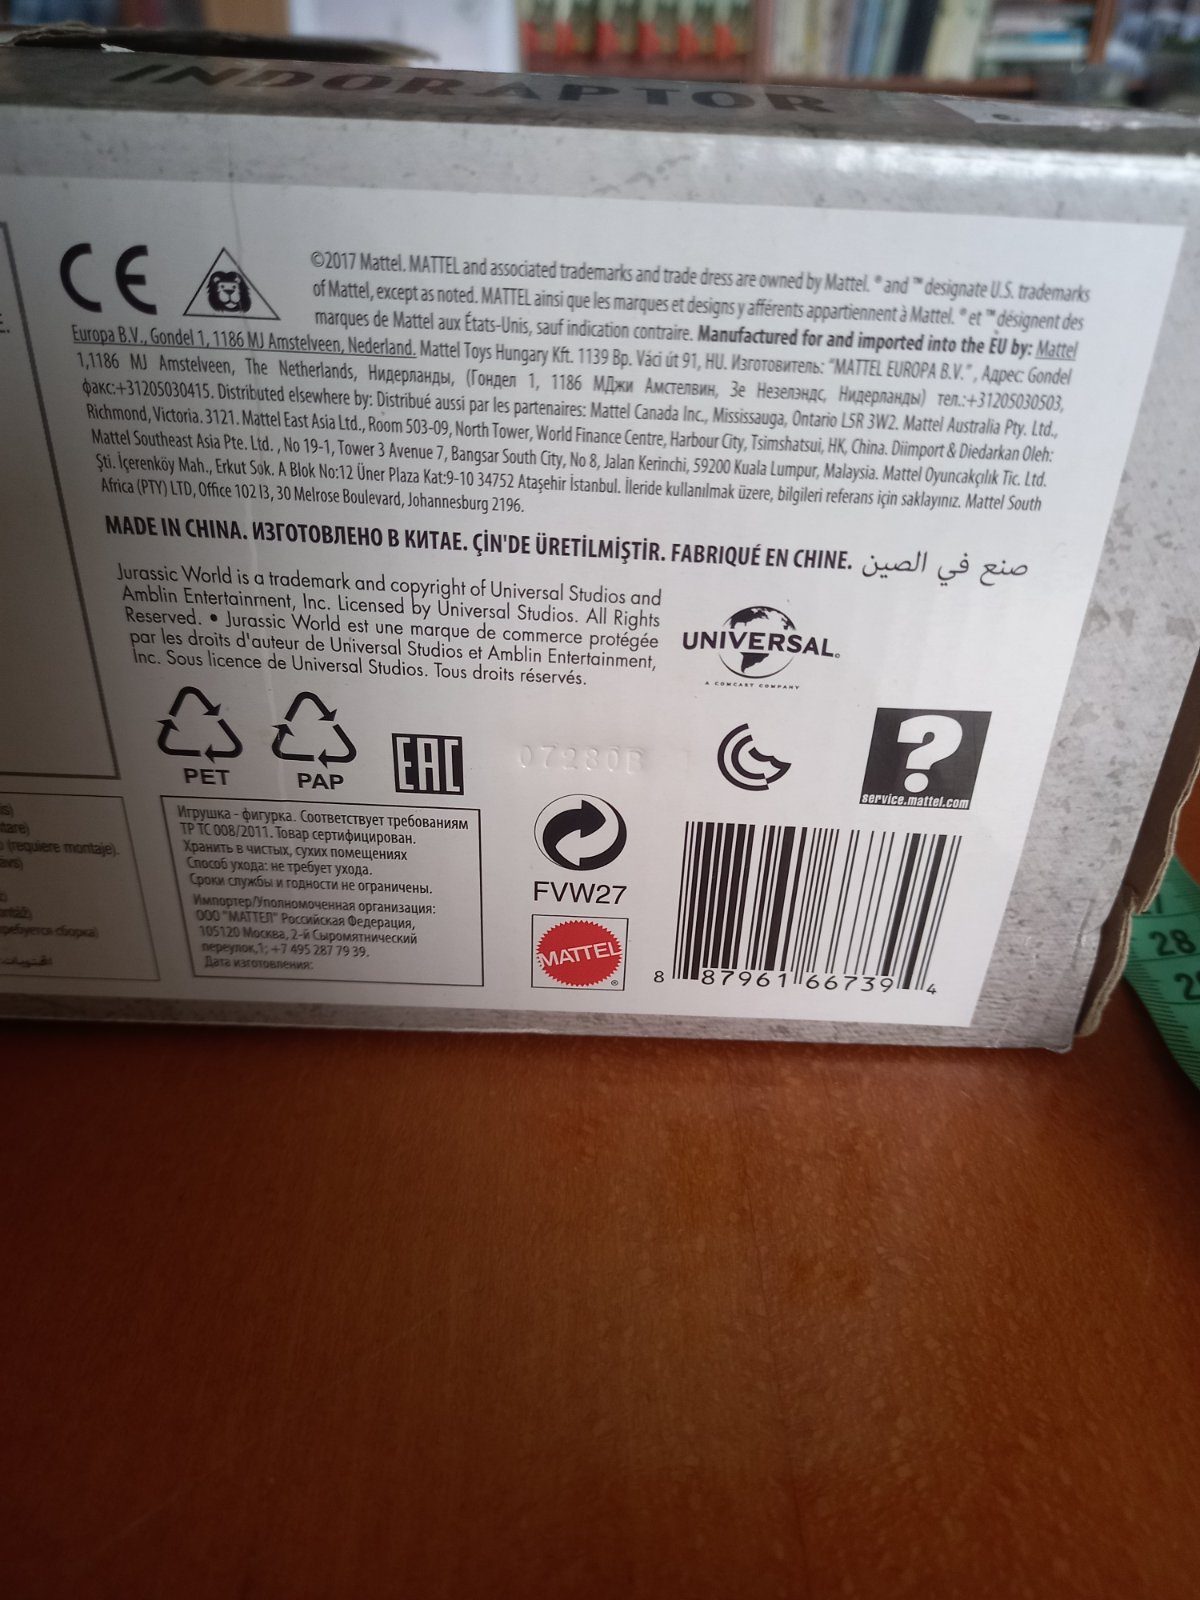 INDORAPTOR
CE
©2017 Mattel. MATTEL and associated trademarks and trade dress are owned by Mattel. ® and ™ designate U.S. trademarks
of Mattel, except as noted. MATTEL ainsi que les marques et designs y afférents appartiennent à Mattel. ® et ™ désignent des
marques de Mattel aux États-Unis, sauf indication contraire. Manufactured for and imported into the EU by: Mattel
Europa B.V., Gondel 1, 1186 MJ Amstelveen, Nederland. Mattel Toys Hungary Kft. 1139 Bp. Váci út 91, HU. Изготовитель: "MATTEL EUROPA B.V." , Адрес: Gondel
1,1186 MJ Amstelveen, The Netherlands, Нидерланды, (Гондел 1, 1186 МДжи Амстелвин, Зе Незелэндс, Нидерланды) тел.:+31205030503,
факс:+31205030415. Distributed elsewhere by: Distribué aussi par les partenaires: Mattel Canada Inc., Mississauga, Ontario L5R 3W2. Mattel Australia Pty. Ltd.,
Richmond, Victoria. 3121. Mattel East Asia Ltd., Room 503-09, North Tower, World Finance Centre, Harbour City, Tsimshatsui, HK, China. Diimport & Diedarkan Oleh:
Mattel Southeast Asia Pte. Ltd. , No 19-1, Tower 3 Avenue 7, Bangsar South City, No 8, Jalan Kerinchi, 59200 Kuala Lumpur, Malaysia. Mattel Oyuncakçılık Tic. Ltd.
Şti. İçerenköy Mah., Erkut Sok. A Blok No:12 Üner Plaza Kat:9-10 34752 Ataşehir İstanbul. İleride kullanılmak üzere, bilgileri referans için saklayınız. Mattel South
Africa (PTY) LTD, Office 102 I3, 30 Melrose Boulevard, Johannesburg 2196.
MADE IN CHINA. ИЗГОТОВЛЕНО В КИТАЕ. ÇİN'DE ÜRETİLMİŞTİR. FABRIQUÉ EN CHINE. صنع في الصين
Jurassic World is a trademark and copyright of Universal Studios and
Amblin Entertainment, Inc. Licensed by Universal Studios. All Rights
Reserved. • Jurassic World est une marque de commerce protégée
par les droits d'auteur de Universal Studios et Amblin Entertainment,
Inc. Sous licence de Universal Studios. Tous droits réservés.
UNIVERSAL
A COMCAST COMPANY
PET
PAP
EAC
?
service.mattel.com
Игрушка - фигурка. Соответствует требованиям
ТР ТС 008/2011. Товар сертифицирован.
Хранить в чистых, сухих помещениях
Способ ухода: не требует ухода.
Сроки службы и годности не ограничены.
Импортер/Уполномоченная организация:
ООО "МАТТЕЛ" Российская Федерация,
105120 Москва, 2-й Сыромятнический
переулок,1; +7 495 287 79 39.
Дата изготовления:
FVW27
MATTEL®
8 87961 66739 4
(requiere montaje).
28